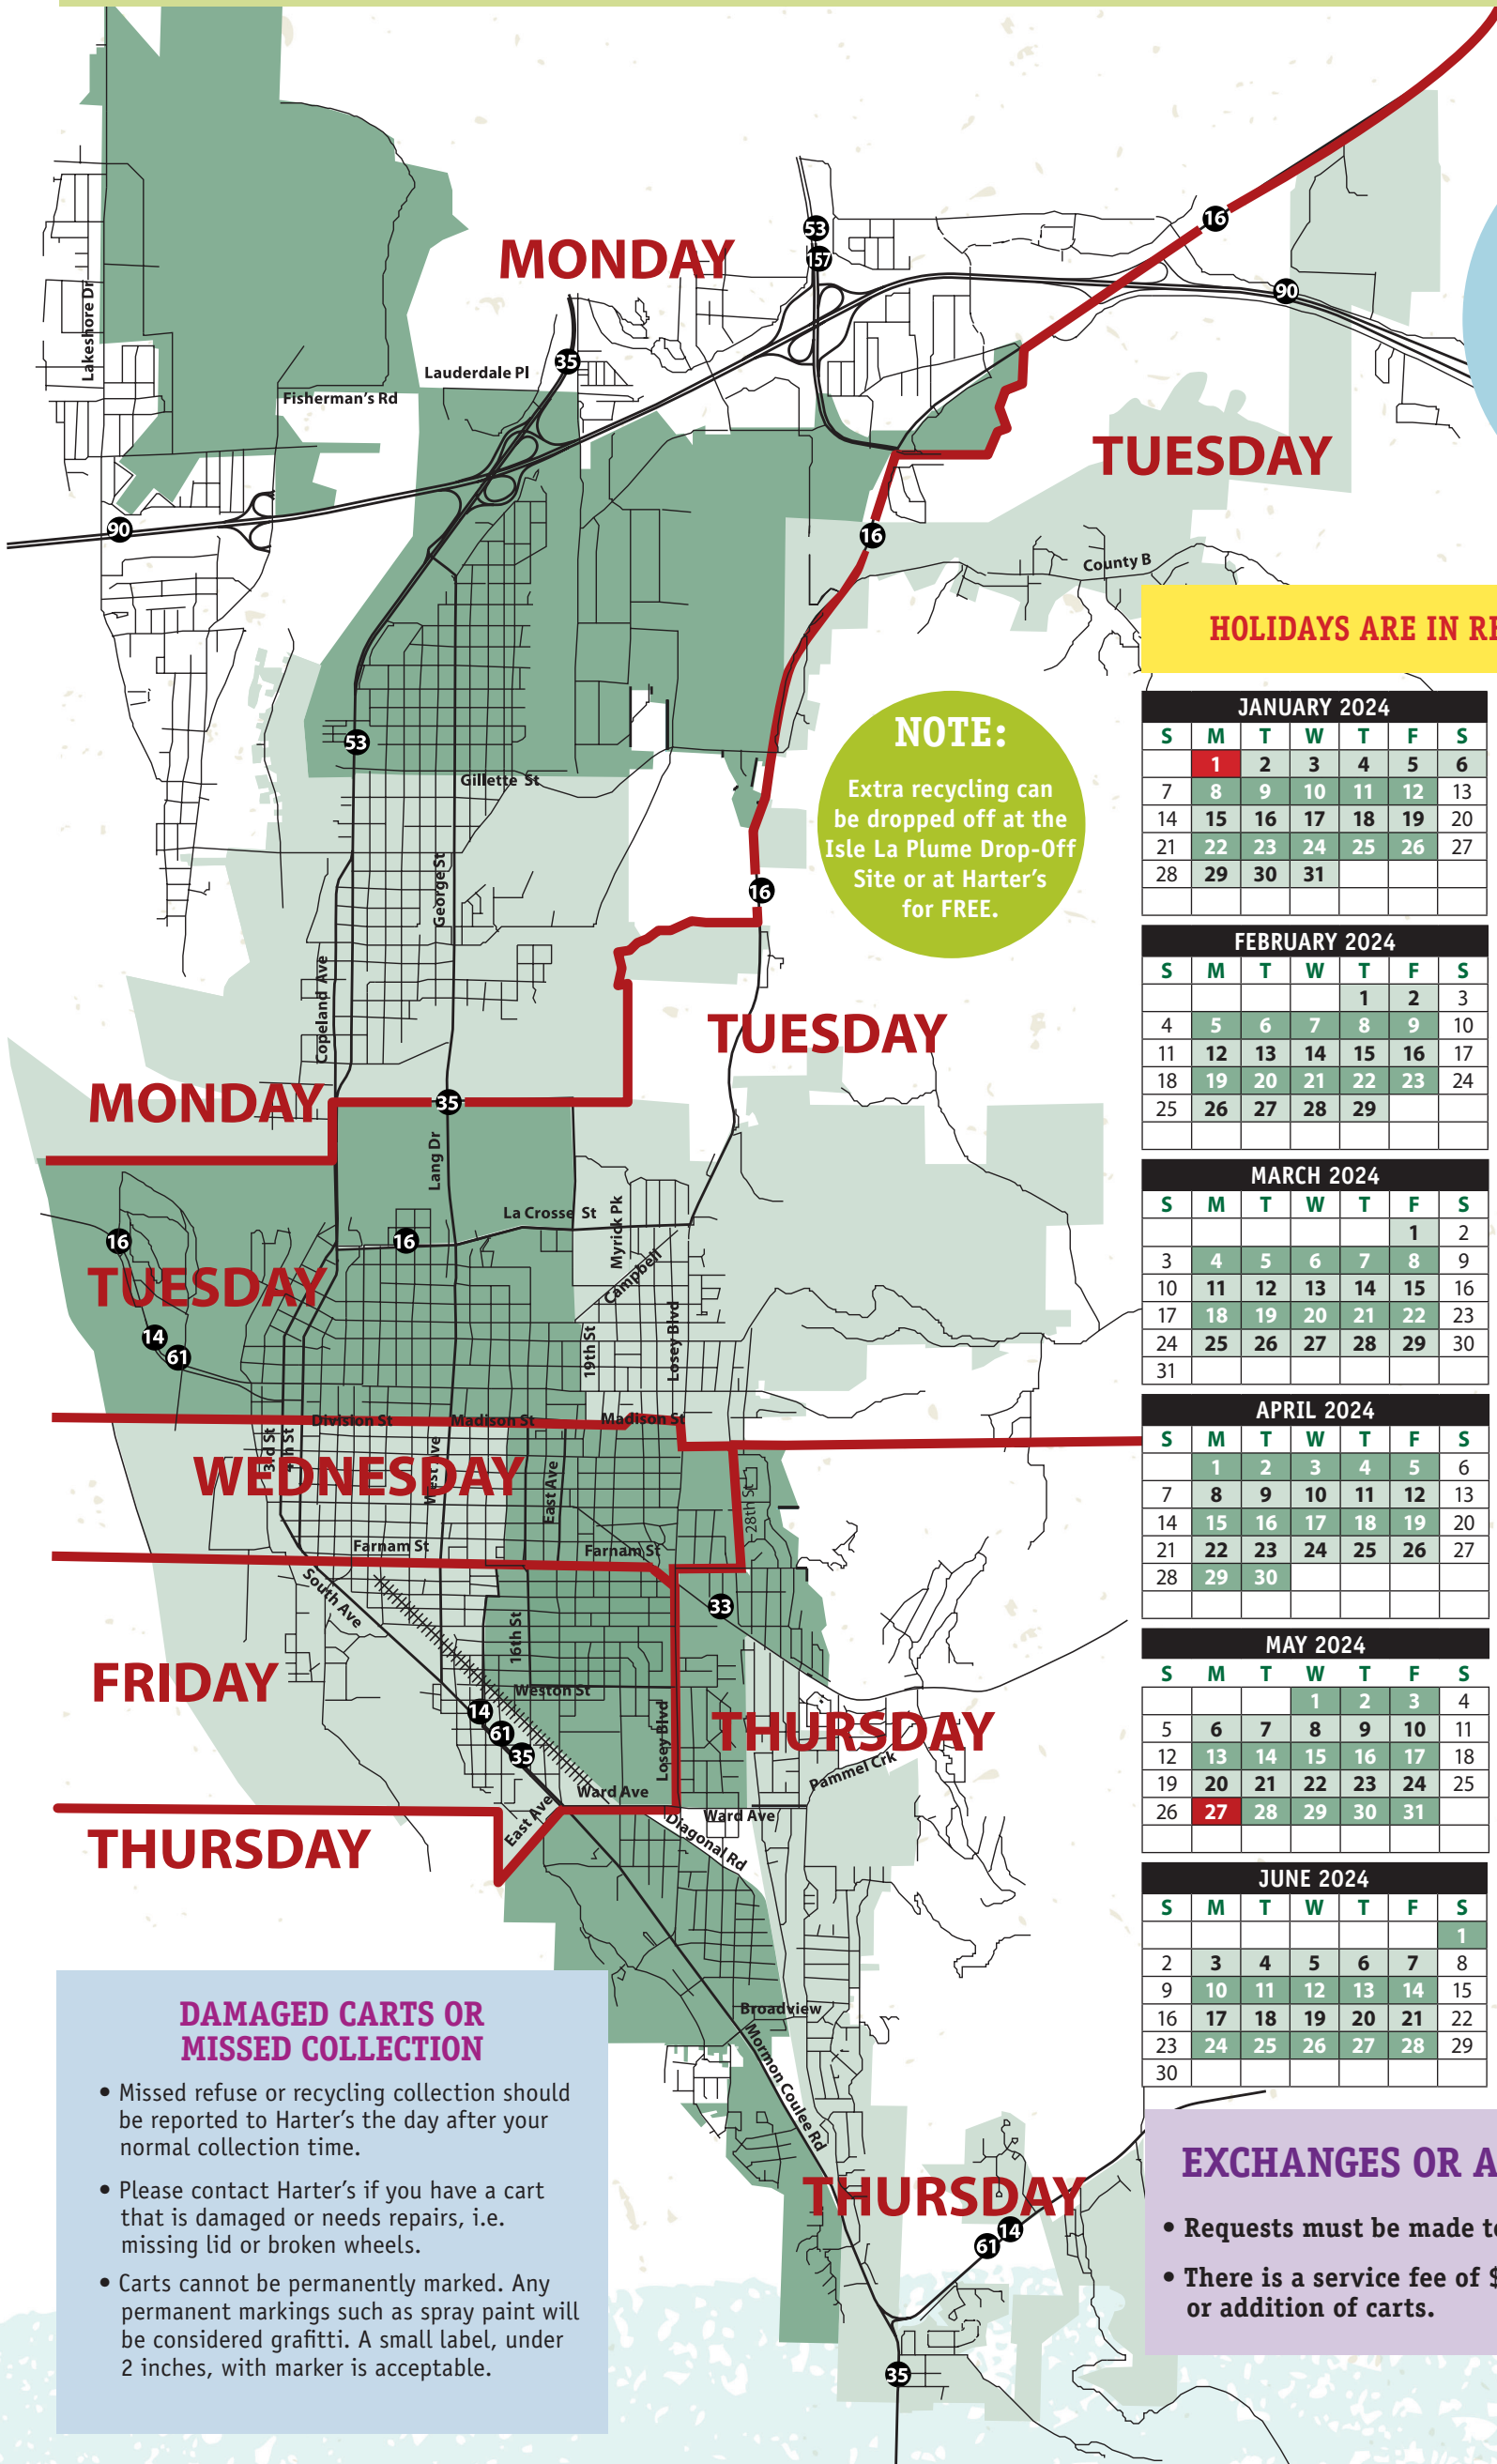 MONDAY
53
157
16
90
Lakeshore Dr
35
Lauderdale Pl
Fisherman's Rd
TUESDAY
90
16
County B
53
Gillette St
NOTE:
Extra recycling can
be dropped off at the
Isle La Plume Drop-Off
Site or at Harter's
for FREE.
George St
16
Copeland Ave
TUESDAY
MONDAY
35
Lang Dr
La Crosse St
Myrick Pk
16
16
Campbell
TUESDAY
14
61
19th St
Losey Blvd
Division St
Madison St
Madison St
3rd St
4th St
WEDNESDAY
West Ave
East Ave
28th St
Farnam St
Farnam St
South Ave
33
16th St
FRIDAY
Weston St
14
61
35
Losey Blvd
THURSDAY
Pammel Crk
Ward Ave
Ward Ave
East Ave
Diagonal Rd
THURSDAY
Broadview
Mormon Coulee Rd
THURSDAY
14
61
35
DAMAGED CARTS OR
MISSED COLLECTION
• Missed refuse or recycling collection should
be reported to Harter's the day after your
normal collection time.
• Please contact Harter's if you have a cart
that is damaged or needs repairs, i.e.
missing lid or broken wheels.
• Carts cannot be permanently marked. Any
permanent markings such as spray paint will
be considered grafitti. A small label, under
2 inches, with marker is acceptable.
HOLIDAYS ARE IN RE
JANUARY 2024
S M T W T F S
1 2 3 4 5 6
7 8 9 10 11 12 13
14 15 16 17 18 19 20
21 22 23 24 25 26 27
28 29 30 31
FEBRUARY 2024
S M T W T F S
1 2 3
4 5 6 7 8 9 10
11 12 13 14 15 16 17
18 19 20 21 22 23 24
25 26 27 28 29
MARCH 2024
S M T W T F S
1 2
3 4 5 6 7 8 9
10 11 12 13 14 15 16
17 18 19 20 21 22 23
24 25 26 27 28 29 30
31
APRIL 2024
S M T W T F S
1 2 3 4 5 6
7 8 9 10 11 12 13
14 15 16 17 18 19 20
21 22 23 24 25 26 27
28 29 30
MAY 2024
S M T W T F S
1 2 3 4
5 6 7 8 9 10 11
12 13 14 15 16 17 18
19 20 21 22 23 24 25
26 27 28 29 30 31
JUNE 2024
S M T W T F S
1
2 3 4 5 6 7 8
9 10 11 12 13 14 15
16 17 18 19 20 21 22
23 24 25 26 27 28 29
30
EXCHANGES OR A
• Requests must be made to
• There is a service fee of $
or addition of carts.